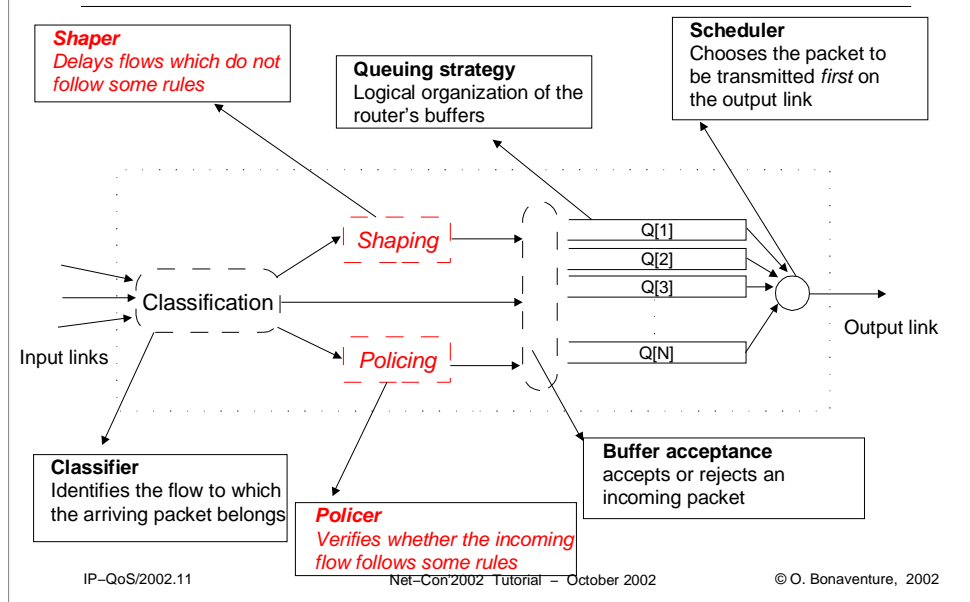 Shaper
Delays flows which do not
follow some rules
Queuing strategy
Logical organization of the
router's buffers
Scheduler
Chooses the packet to
be transmitted first on
the output link
Shaping
Q[1]
Q[2]
Q[3]
Classification
Output link
Input links
Policing
Q[N]
Classifier
Identifies the flow to which
the arriving packet belongs
Policer
Verifies whether the incoming
flow follows some rules
Buffer acceptance
accepts or rejects an
incoming packet
IP−QoS/2002.11
Net−Con'2002 Tutorial − October 2002
© O. Bonaventure, 2002